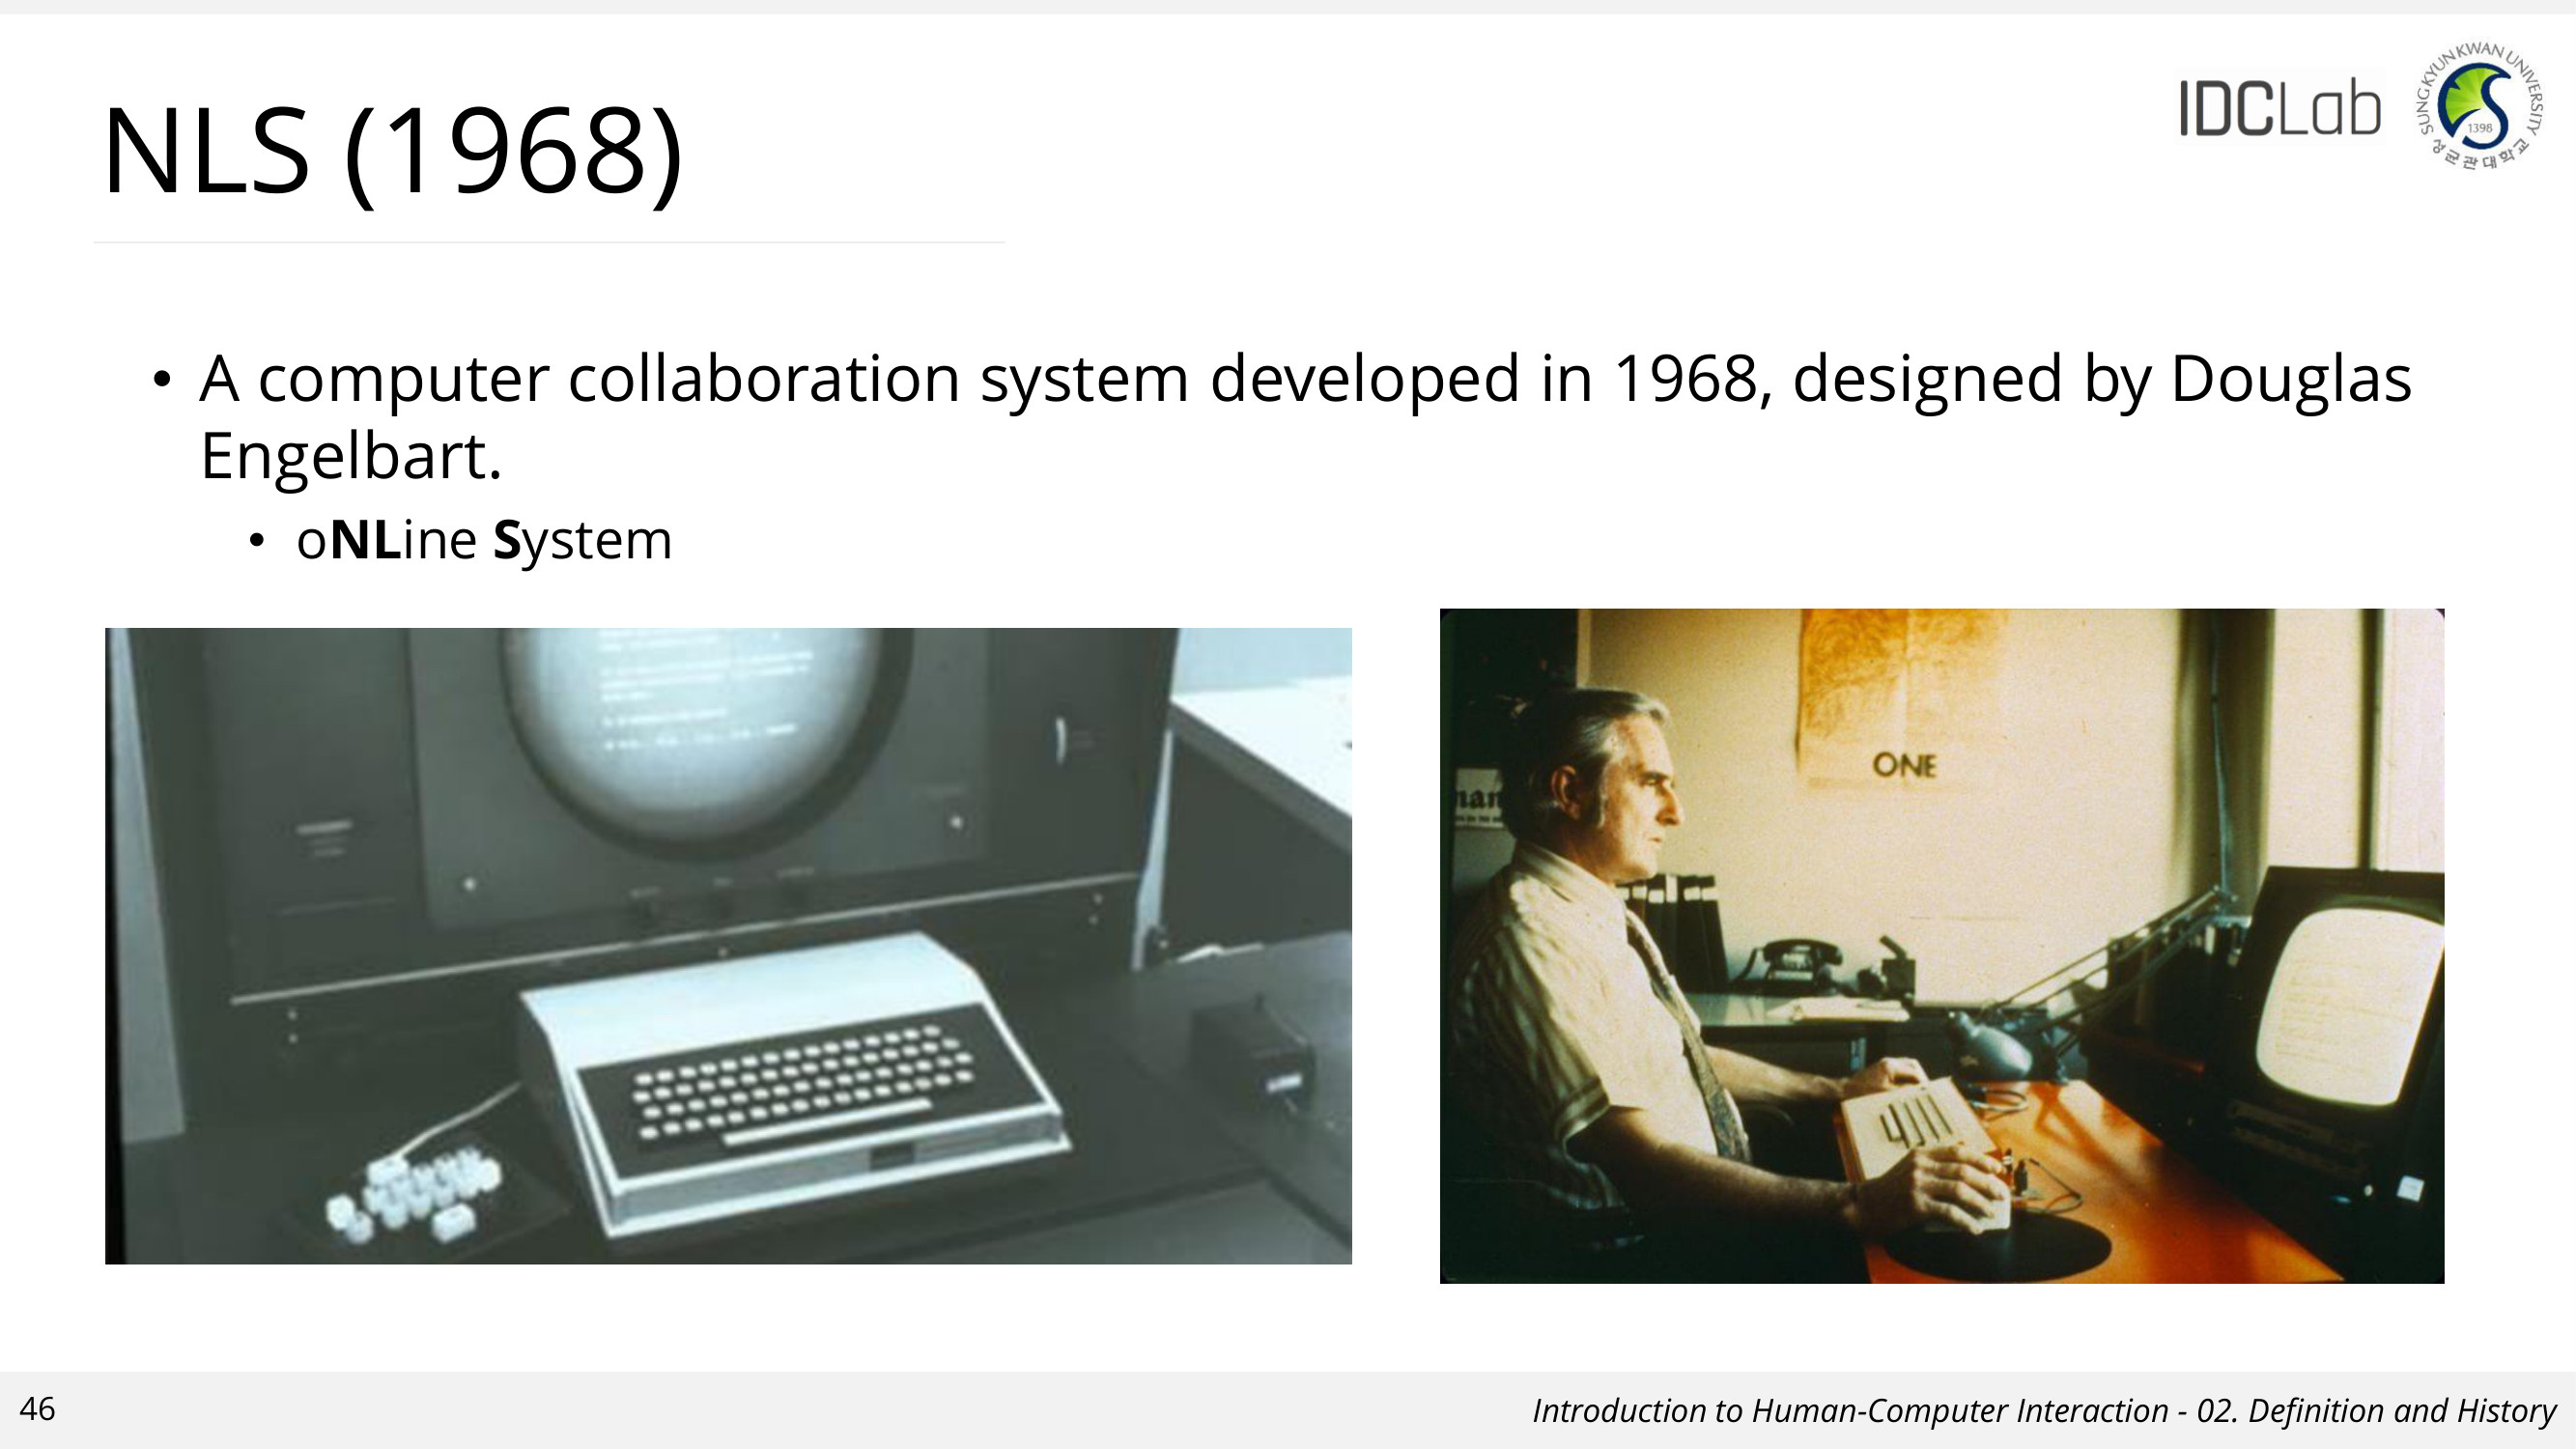 NLS (1968)
IDCLab
SUNGKYUNKWAN UNIVERSITY
1398
성균관대학교
• A computer collaboration system developed in 1968, designed by Douglas
Engelbart.
• oNLine System
ONE
46
Introduction to Human-Computer Interaction - 02. Definition and History